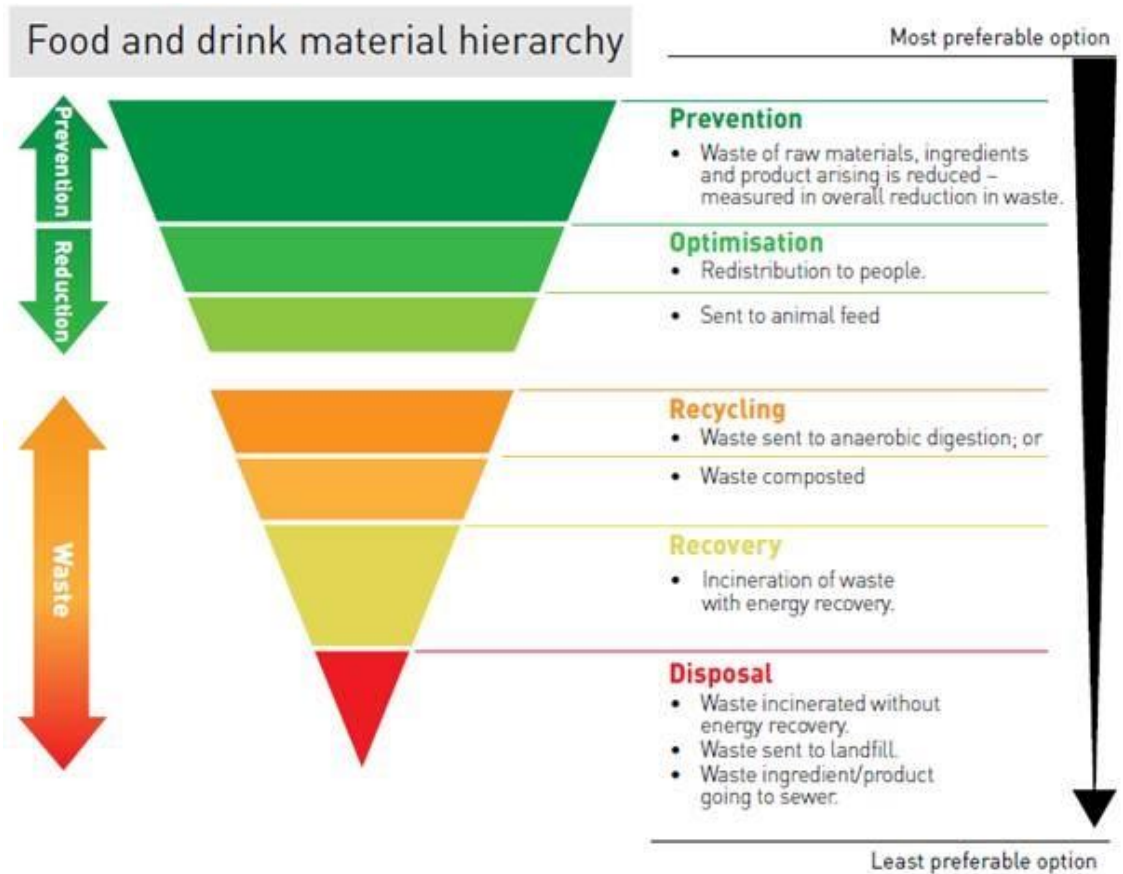 Food and drink material hierarchy
Most preferable option
Prevention
Reduction
Waste
Prevention
• Waste of raw materials, ingredients
and product arising is reduced –
measured in overall reduction in waste.
Optimisation
• Redistribution to people.
• Sent to animal feed
Recycling
• Waste sent to anaerobic digestion; or
• Waste composted
Recovery
• Incineration of waste
with energy recovery.
Disposal
• Waste incinerated without
energy recovery.
• Waste sent to landfill.
• Waste ingredient/product
going to sewer.
Least preferable option